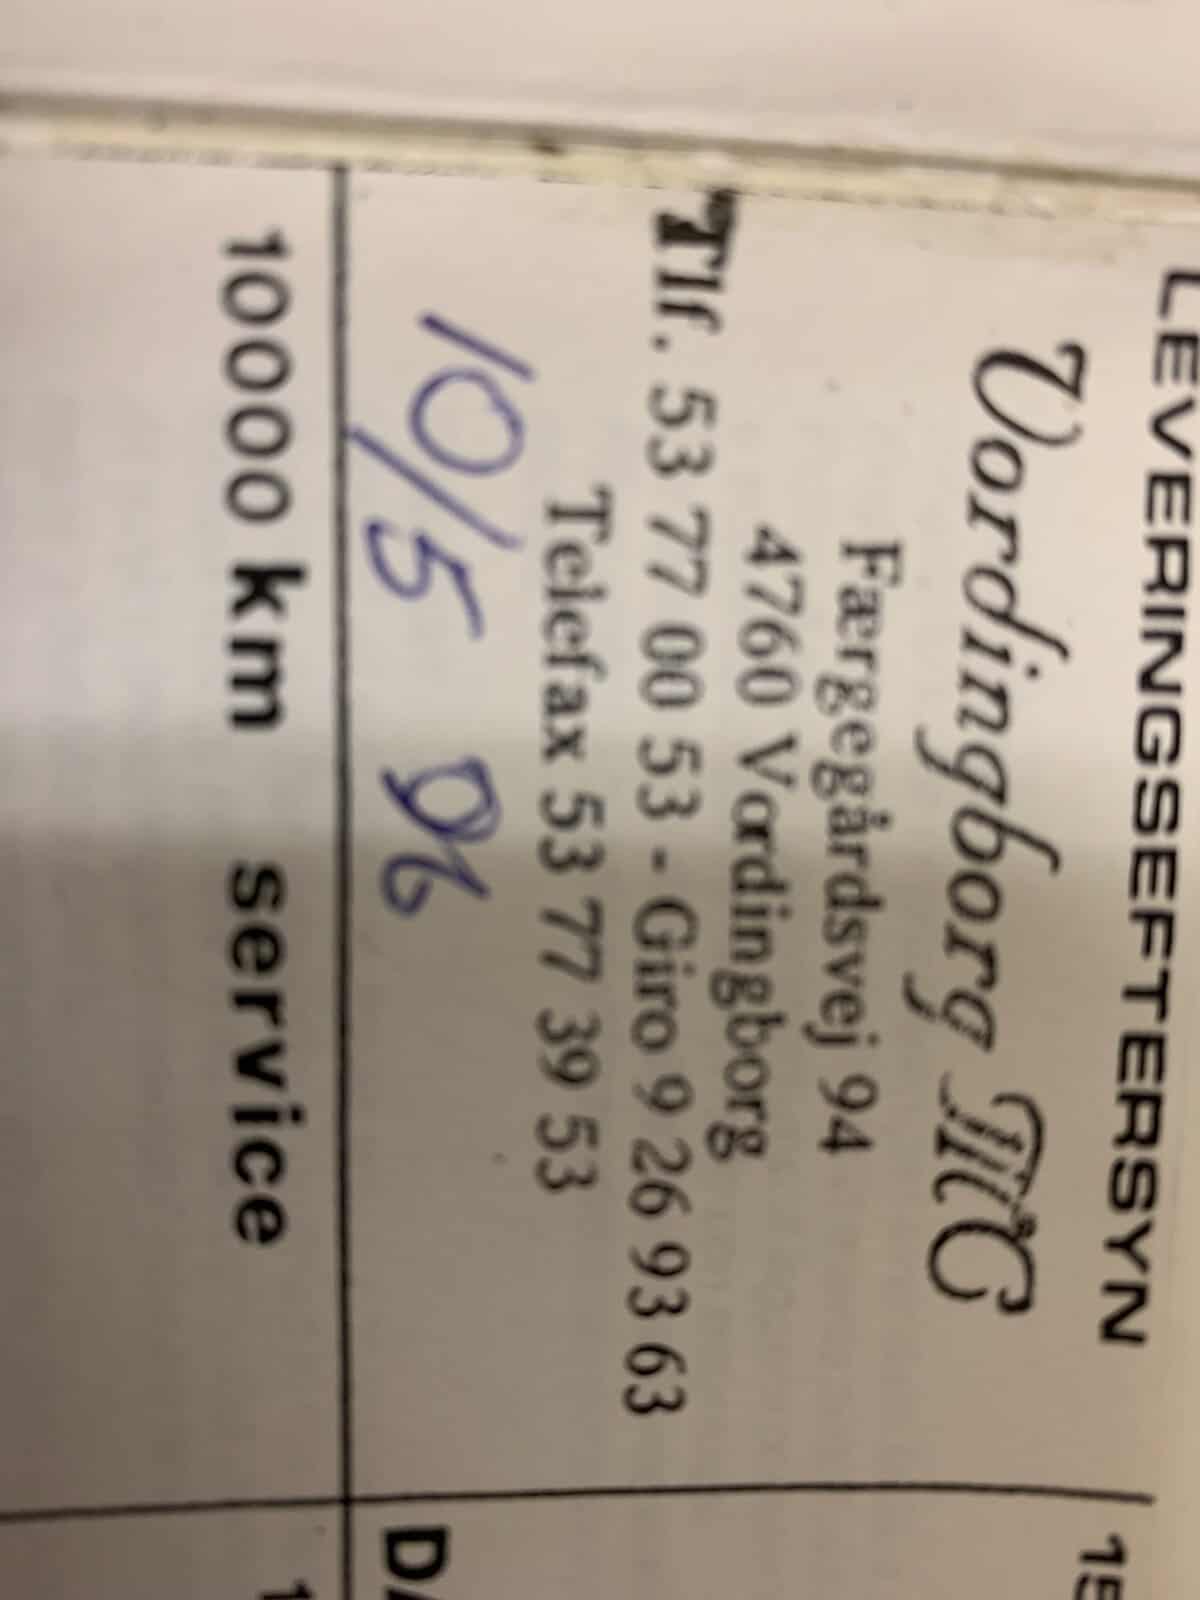 LEVERINGSEFTERSYN
Vordingborg MC
Færgegårdsvej 94
4760 Vordingborg
Tlf. 53 77 00 53 - Giro 9 26 93 63
Telefax 53 77 39 53
10/5 96
10000 km service